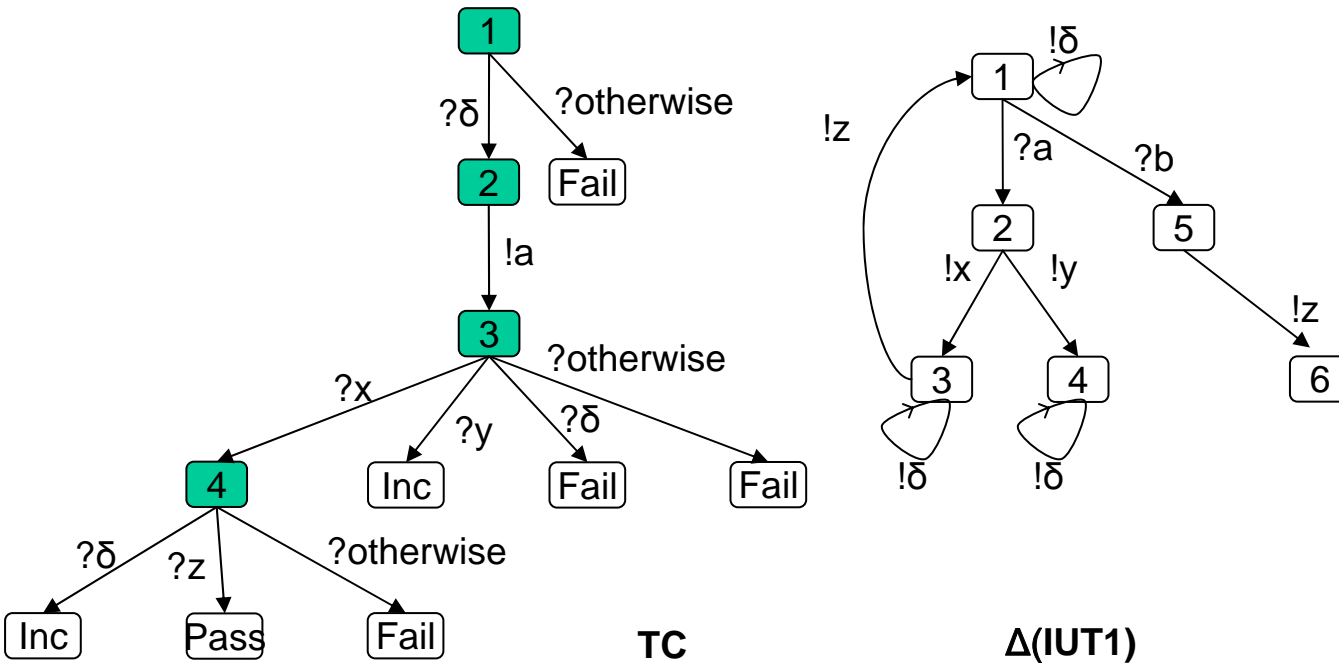 1
?δ
?otherwise
2
Fail
!a
3
?x
?y
?δ
?otherwise
4
Inc
Fail
Fail
?δ
?z
?otherwise
Inc
Pass
Fail
TC
!δ
1
!z
?a
?b
2
5
!x
!y
!z
3
4
6
!δ
!δ
Δ(IUT1)